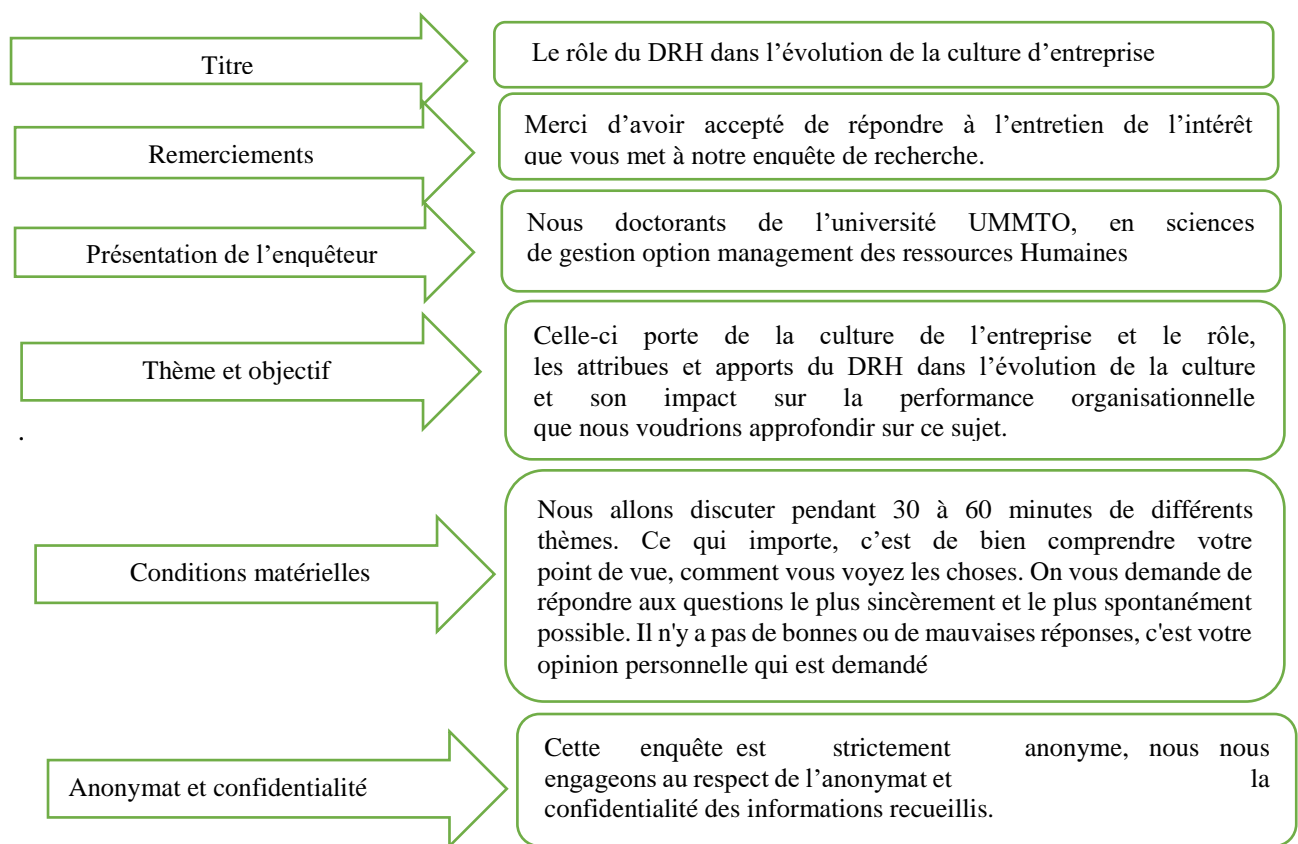 Titre
Le rôle du DRH dans l’évolution de la culture d’entreprise
Remerciements
Merci d’avoir accepté de répondre à l’entretien de l’intérêt
que vous met à notre enquête de recherche.
Présentation de l’enquêteur
Nous doctorants de l’université UMMTO, en sciences
de gestion option management des ressources Humaines
Thème et objectif
Celle-ci porte de la culture de l’entreprise et le rôle,
les attribues et apports du DRH dans l’évolution de la culture
et son impact sur la performance organisationnelle
que nous voudrions approfondir sur ce sujet.
.
Conditions matérielles
Nous allons discuter pendant 30 à 60 minutes de différents
thèmes. Ce qui importe, c’est de bien comprendre votre
point de vue, comment vous voyez les choses. On vous demande de
répondre aux questions le plus sincèrement et le plus spontanément
possible. Il n'y a pas de bonnes ou de mauvaises réponses, c'est votre
opinion personnelle qui est demandé
Anonymat et confidentialité
Cette enquête est strictement anonyme, nous nous
engageons au respect de l’anonymat et la
confidentialité des informations recueillis.